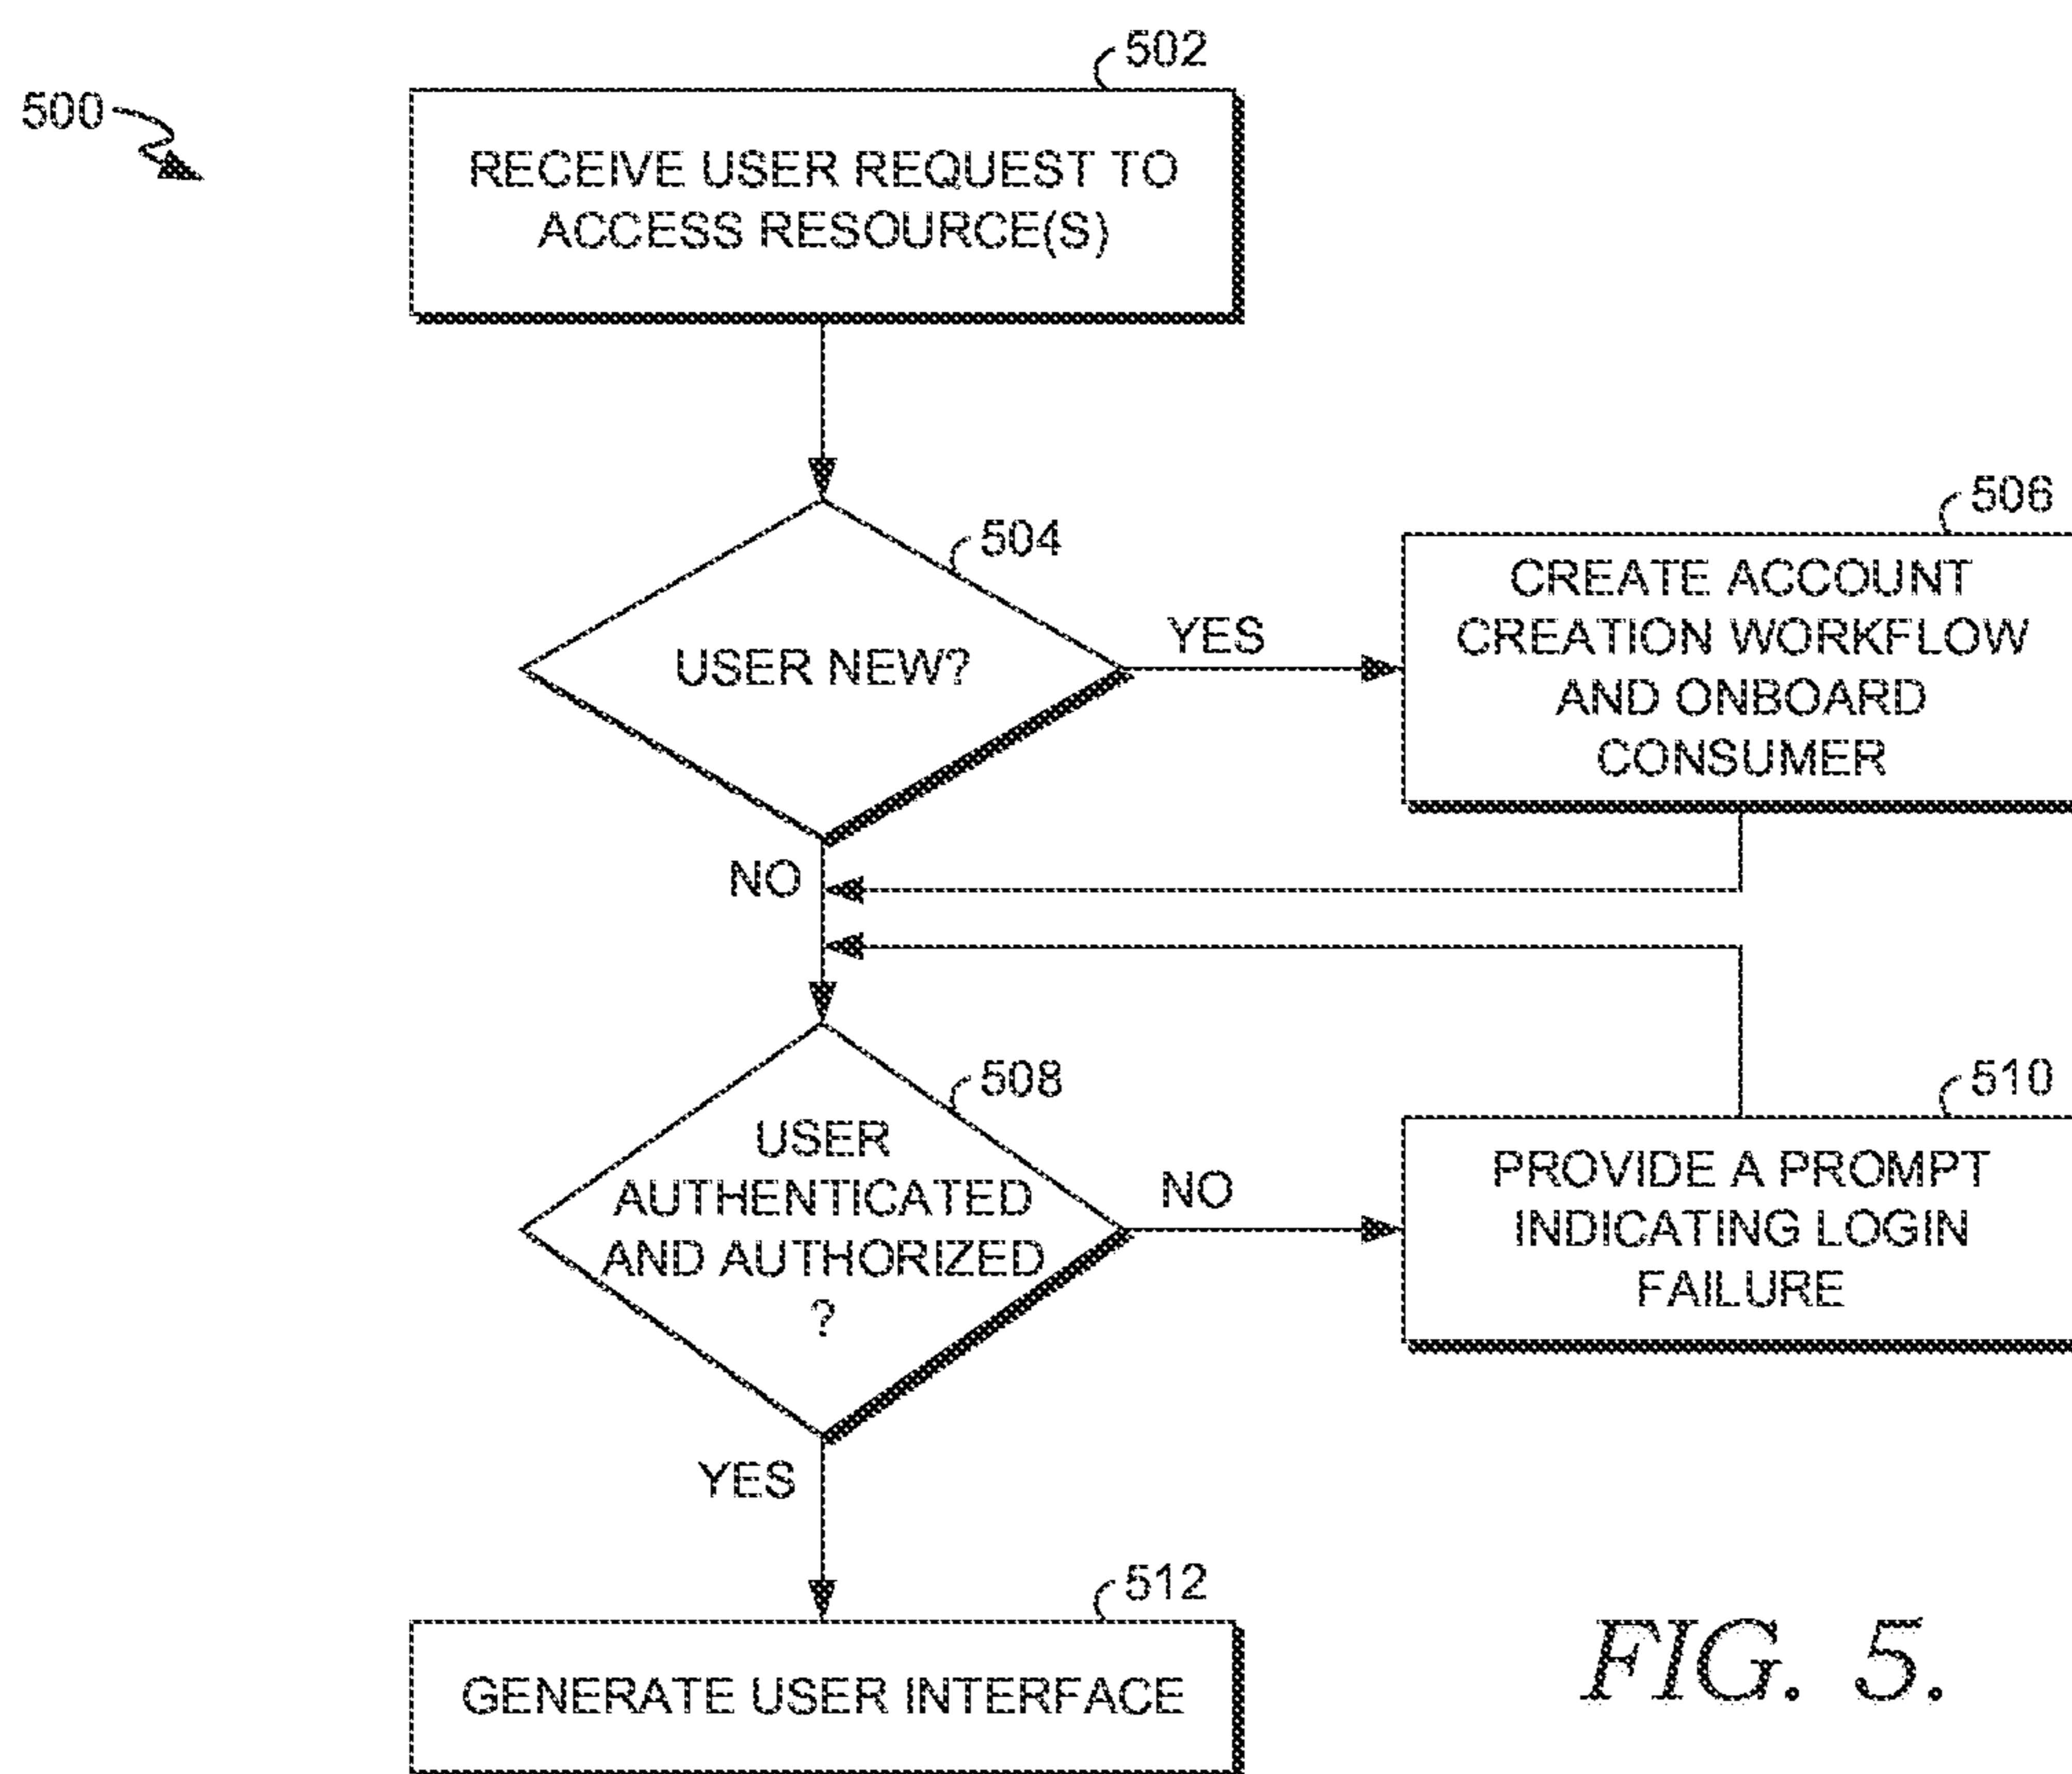 500
502
RECEIVE USER REQUEST TO
ACCESS RESOURCE(S)
504
USER NEW?
YES
506
CREATE ACCOUNT
CREATION WORKFLOW
AND ONBOARD
CONSUMER
NO
508
USER
AUTHENTICATED
AND AUTHORIZED
?
NO
510
PROVIDE A PROMPT
INDICATING LOGIN
FAILURE
YES
512
GENERATE USER INTERFACE
FIG. 5.